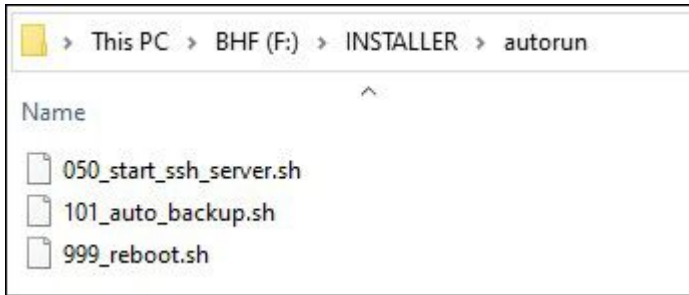 This PC > BHF (F:) > INSTALLER > autorun
Name
050_start_ssh_server.sh
101_auto_backup.sh
999_reboot.sh